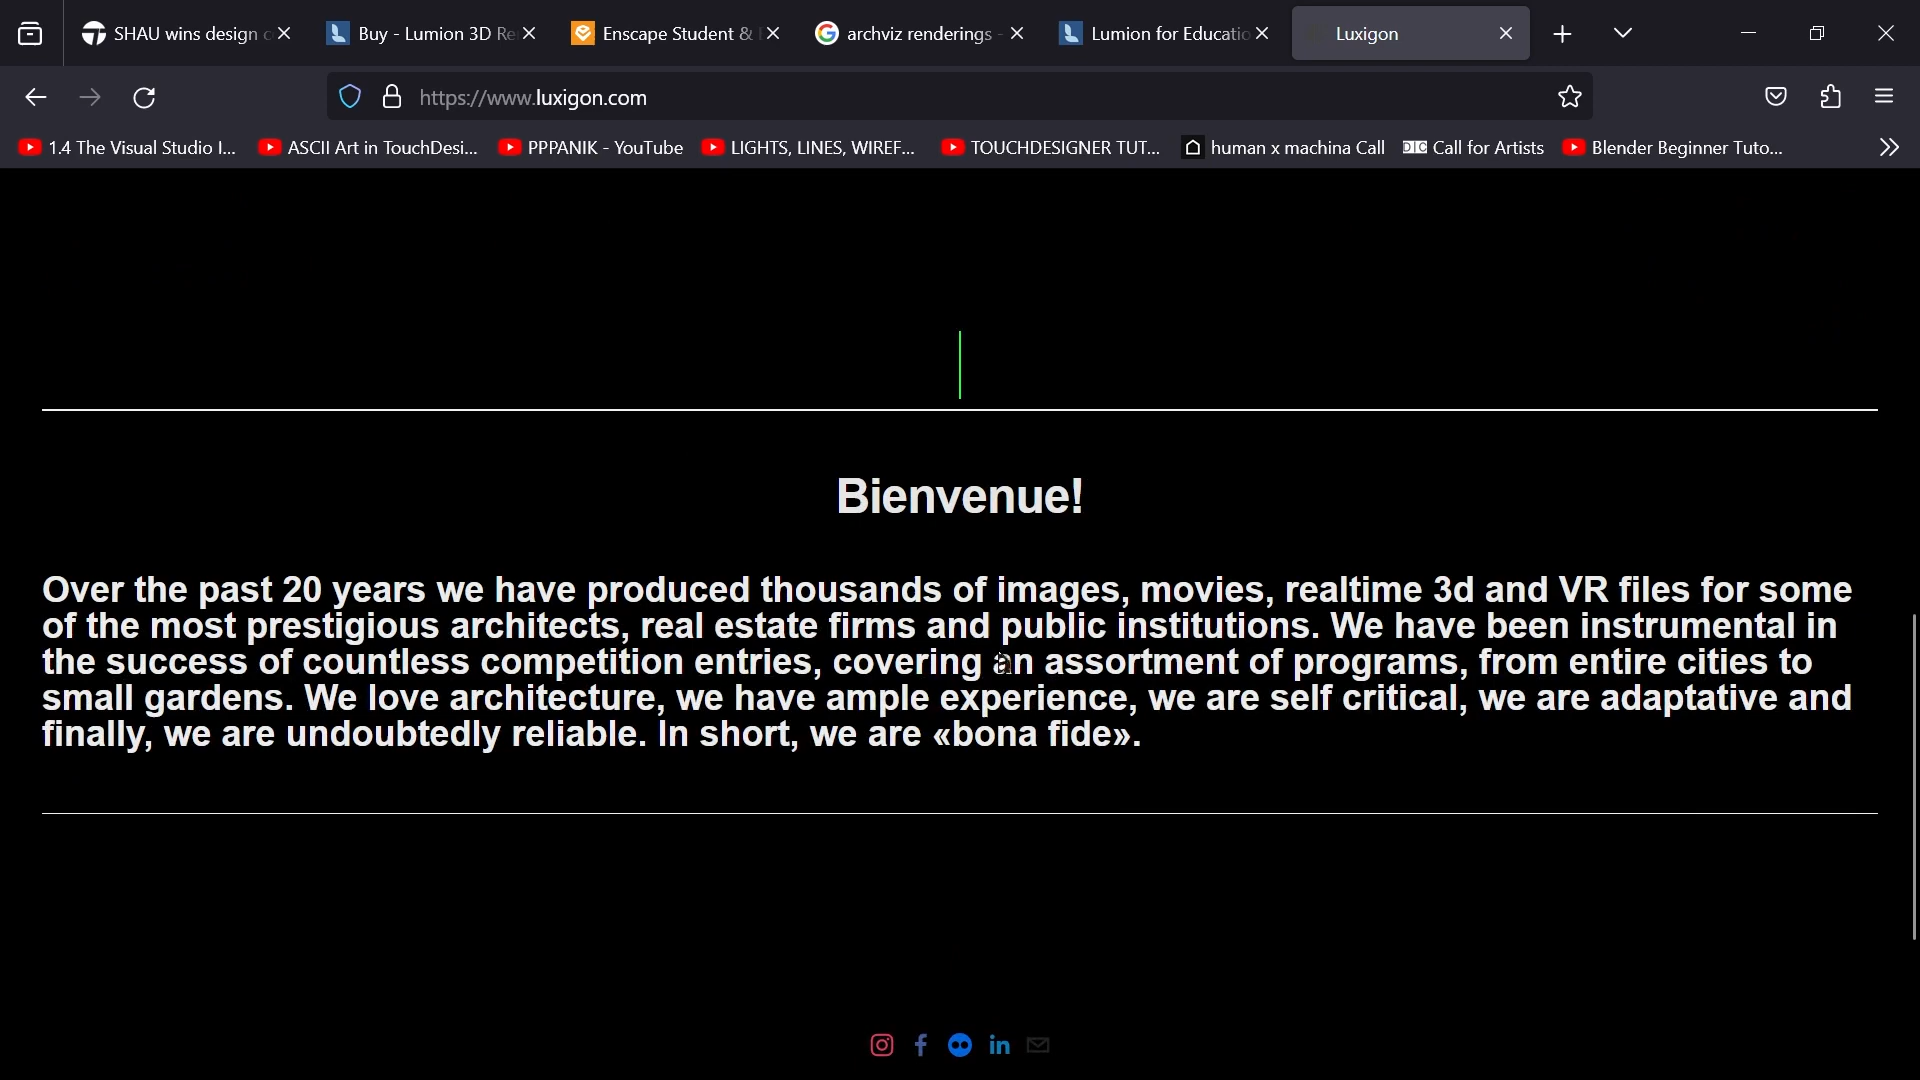 SHAU wins design c
Buy - Lumion 3D Re
Enscape Student &
archviz renderings -
Lumion for Educatio
Luxigon
https://www.luxigon.com
1.4 The Visual Studio I...
ASCII Art in TouchDesi...
PPPANIK - YouTube
LIGHTS, LINES, WIREF...
TOUCHDESIGNER TUT...
human x machina Call
DIC Call for Artists
Blender Beginner Tuto...
Bienvenue!
Over the past 20 years we have produced thousands of images, movies, realtime 3d and VR files for some
of the most prestigious architects, real estate firms and public institutions. We have been instrumental in
the success of countless competition entries, covering an assortment of programs, from entire cities to
small gardens. We love architecture, we have ample experience, we are self critical, we are adaptative and
finally, we are undoubtedly reliable. In short, we are «bona fide».